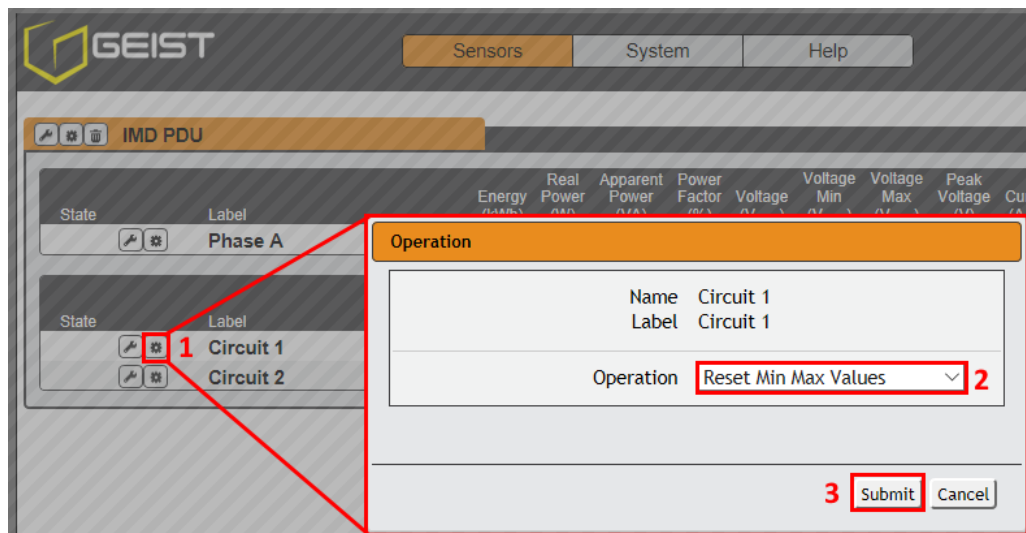 GEIST
Sensors System Help
IMD PDU
Real Apparent Power Voltage Voltage Peak
Energy Power Power Factor Voltage Min Max Voltage
State Label (kWh) (W) (VA) (%)
Phase A
Operation
Name Circuit 1
Label Circuit 1
State Label
1 Circuit 1
Circuit 2
Operation Reset Min Max Values 2
3 Submit Cancel